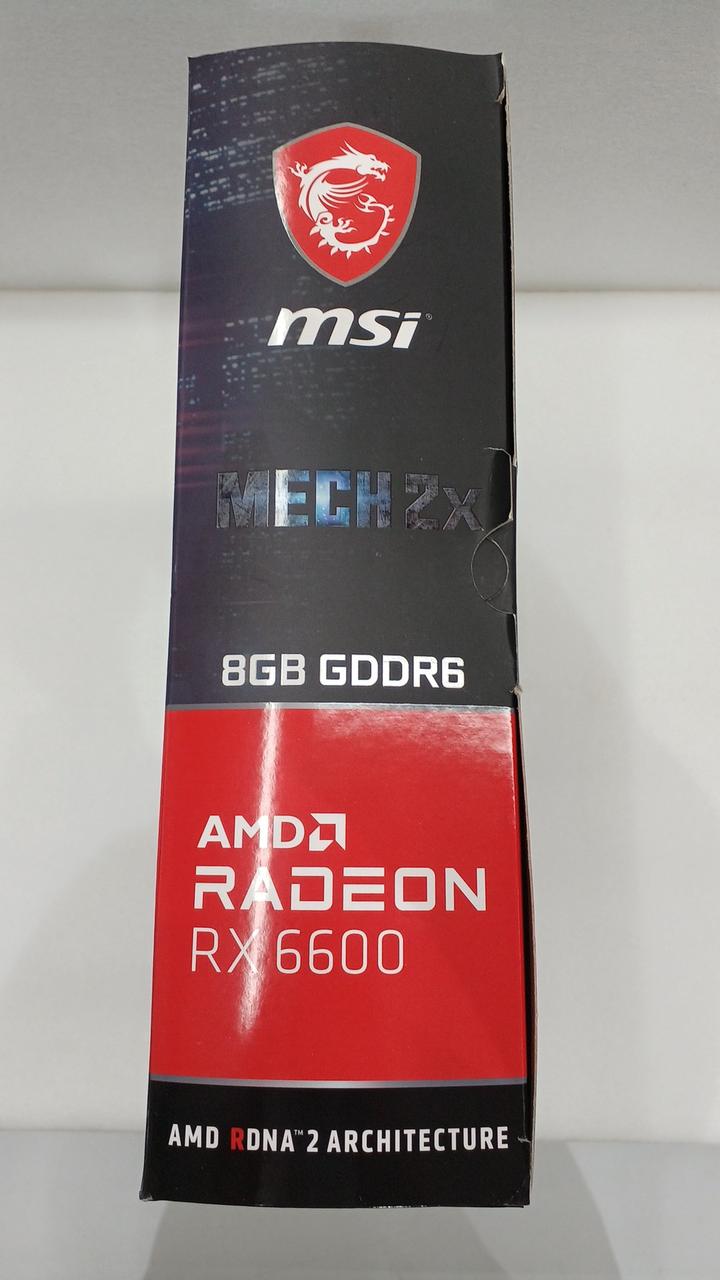 msi®
MECH 2X
8GB GDDR6
AMD
RADEON
RX 6600
AMD RDNA™ 2 ARCHITECTURE